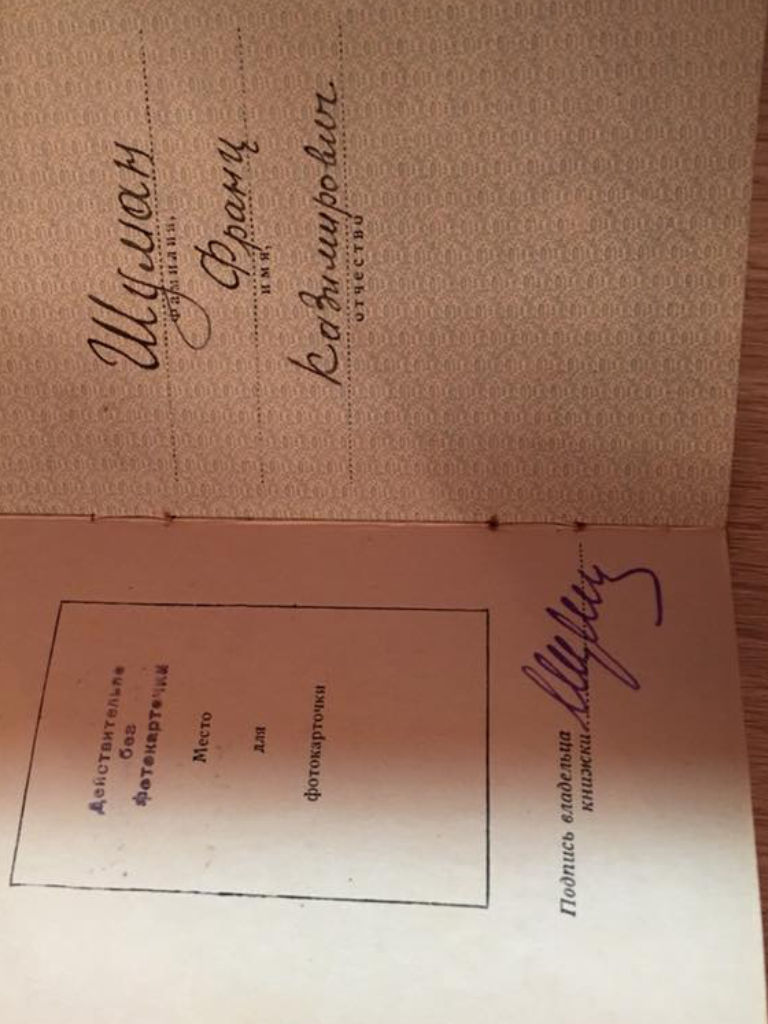 Шуман
фамилия,
Франц
имя,
Казимирович
отчество
Действительна
без
фотокарточки
Место
для
фотокарточки
Подпись владельца
книжки